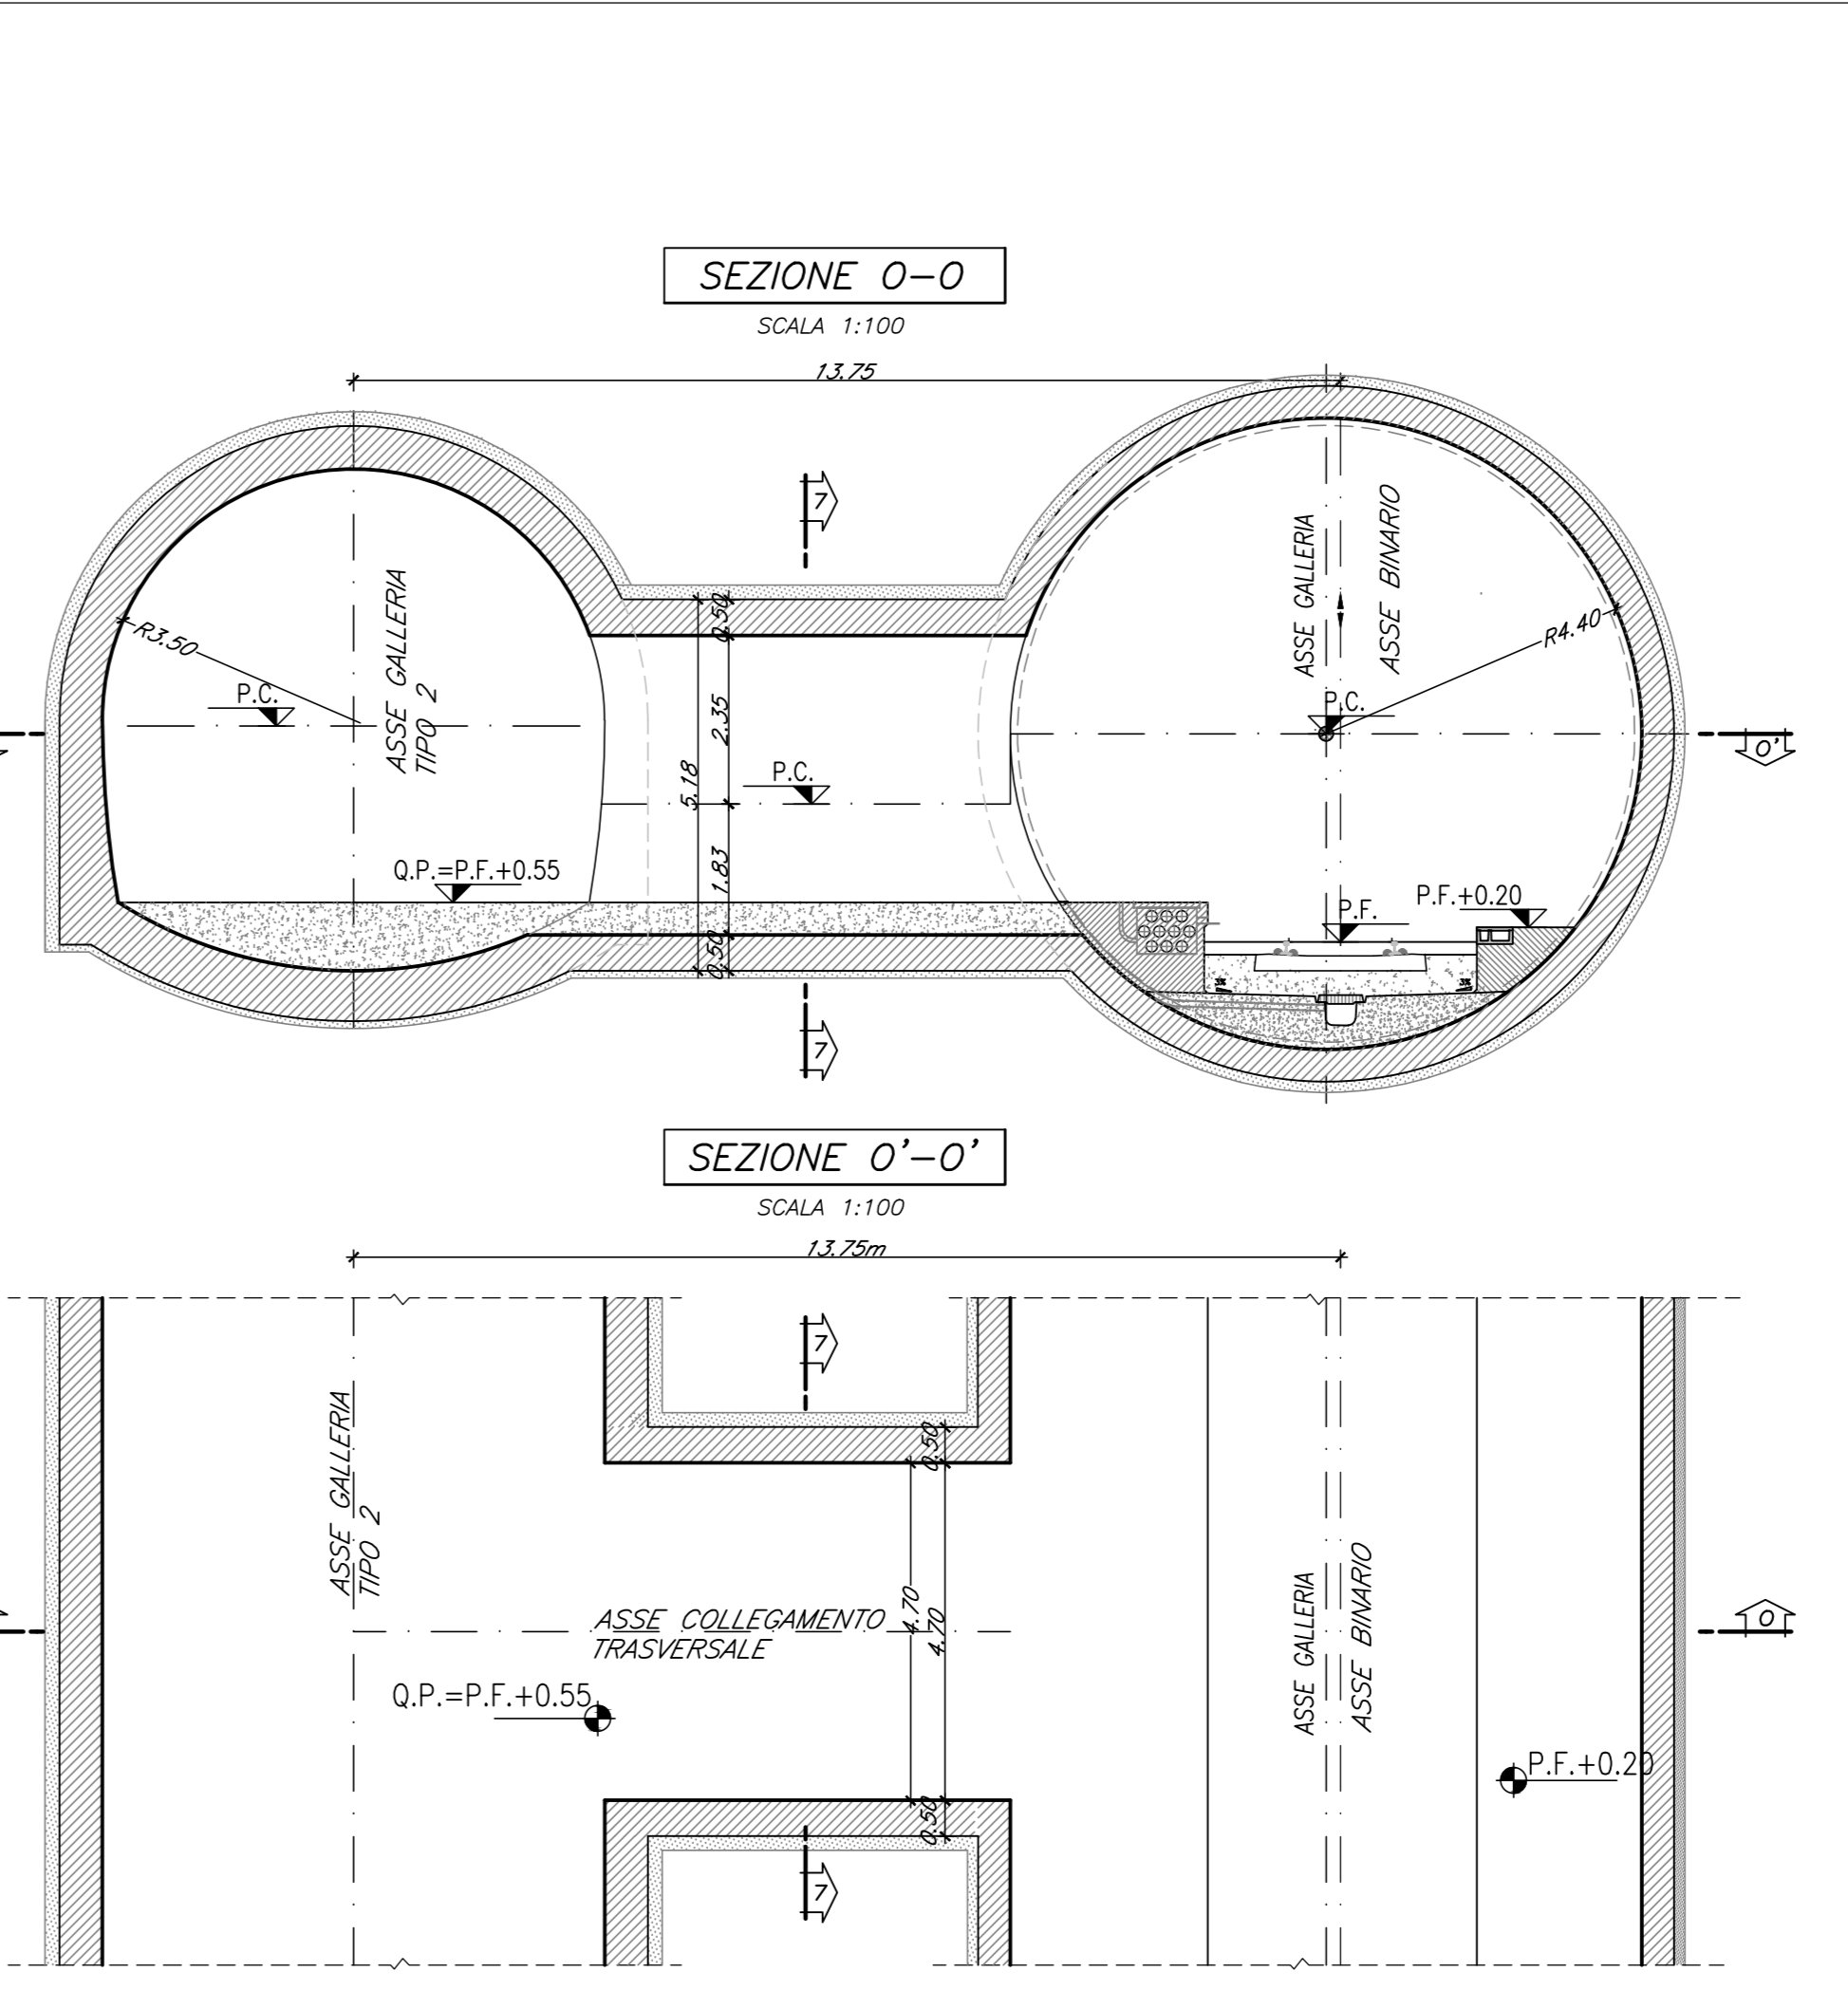 SEZIONE O-O
SCALA 1:100
13.75
7
R3.50
ASSE GALLERIA
TIPO 2
P.C.
Q.P.=P.F.+0.55
0.50
2.35
5.18
1.83
0.50
P.C.
7
ASSE GALLERIA
ASSE BINARIO
R4.40
P.C.
O'
P.F.+0.20
P.F.
3%
3%
SEZIONE O'-O'
SCALA 1:100
13.75m
7
0.50
ASSE GALLERIA
TIPO 2
ASSE COLLEGAMENTO
TRASVERSALE
4.70
4.70
Q.P.=P.F.+0.55
0.50
7
ASSE GALLERIA
ASSE BINARIO
O
P.F.+0.20